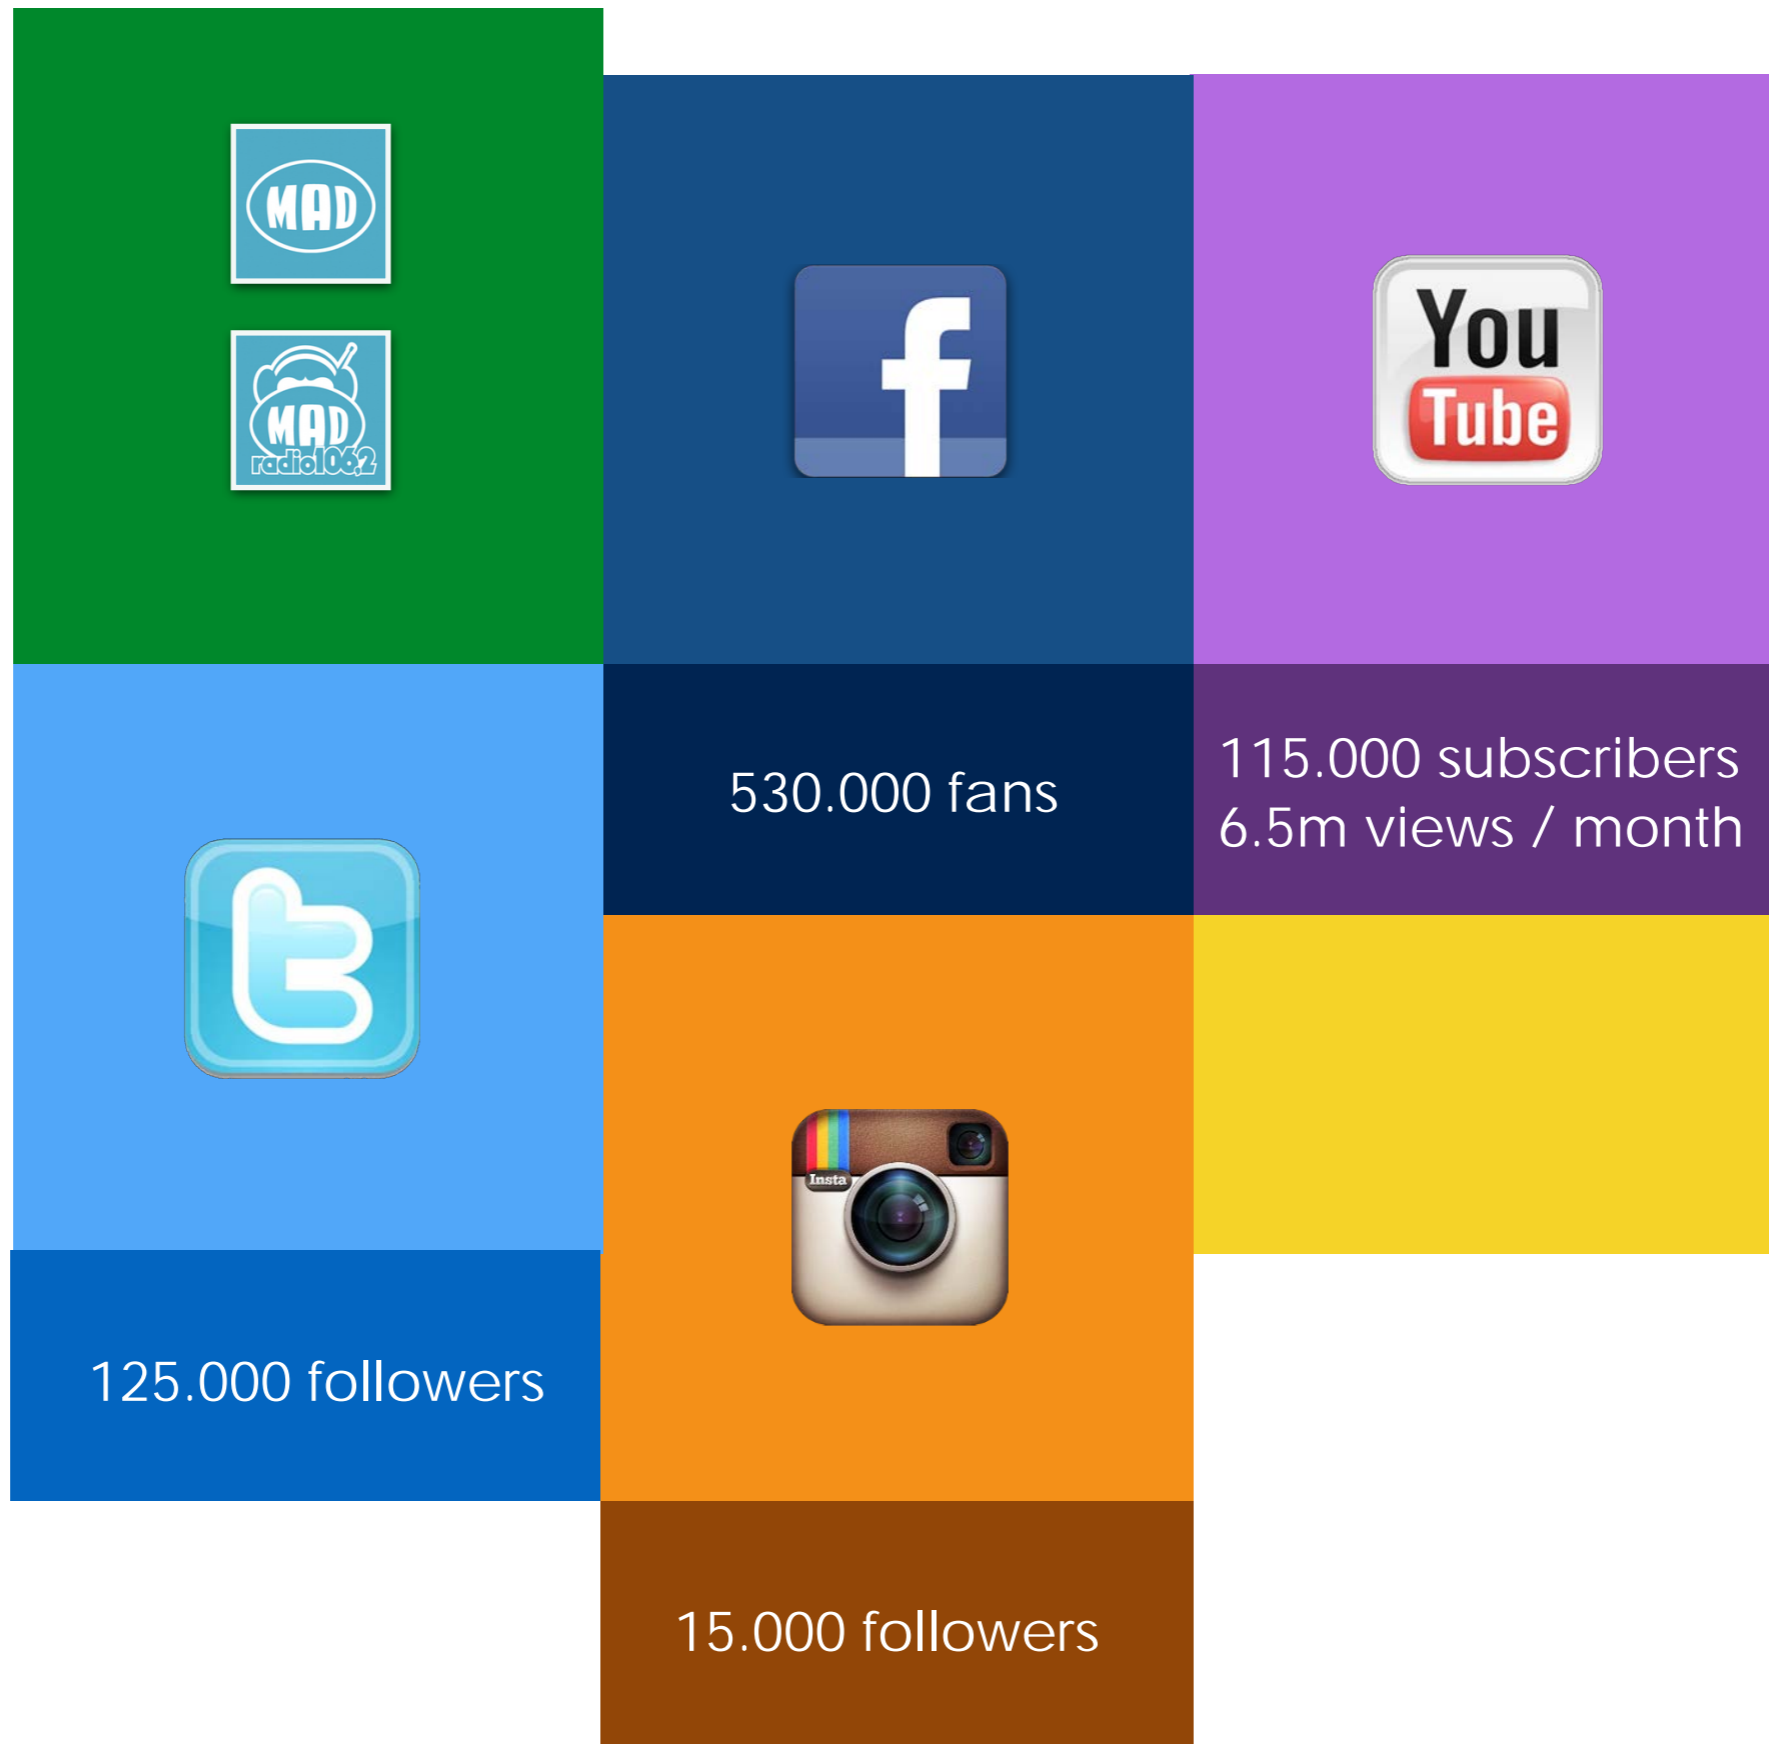 MAD
MAD
radio106,2
f
You
Tube
530.000 fans
115.000 subscribers
6.5m views / month
t
Insta
125.000 followers
15.000 followers